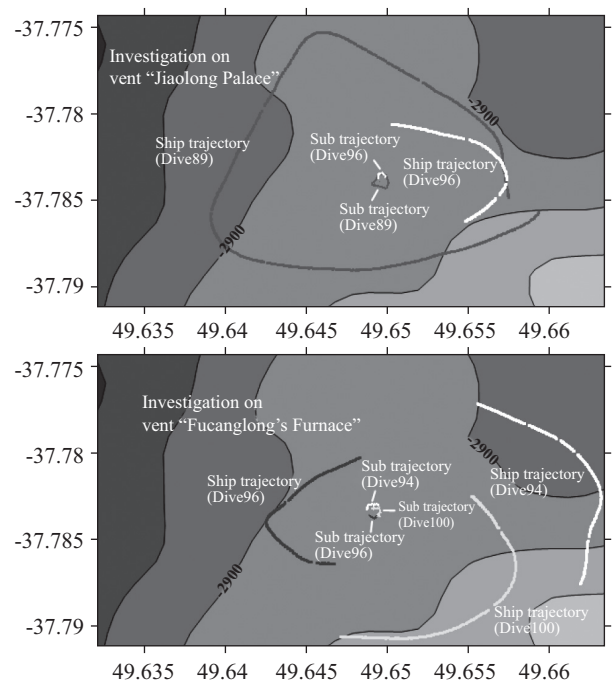 -37.775
Investigation on
vent “Jiaolong Palace”
-37.78
-2900
Ship trajectory
(Dive89)
Sub trajectory
(Dive96)
Ship trajectory
(Dive96)
-37.785
Sub trajectory
(Dive89)
-2900
-37.79
49.635 49.64 49.645 49.65 49.655 49.66
-37.775
Investigation on
vent “Fucanglong’s Furnace”
-37.78
-2900
Ship trajectory
(Dive96)
Sub trajectory
(Dive94)
Ship trajectory
(Dive94)
Sub trajectory
(Dive100)
-37.785
Sub trajectory
(Dive96)
-2900
-37.79
Ship trajectory
(Dive100)
49.635 49.64 49.645 49.65 49.655 49.66